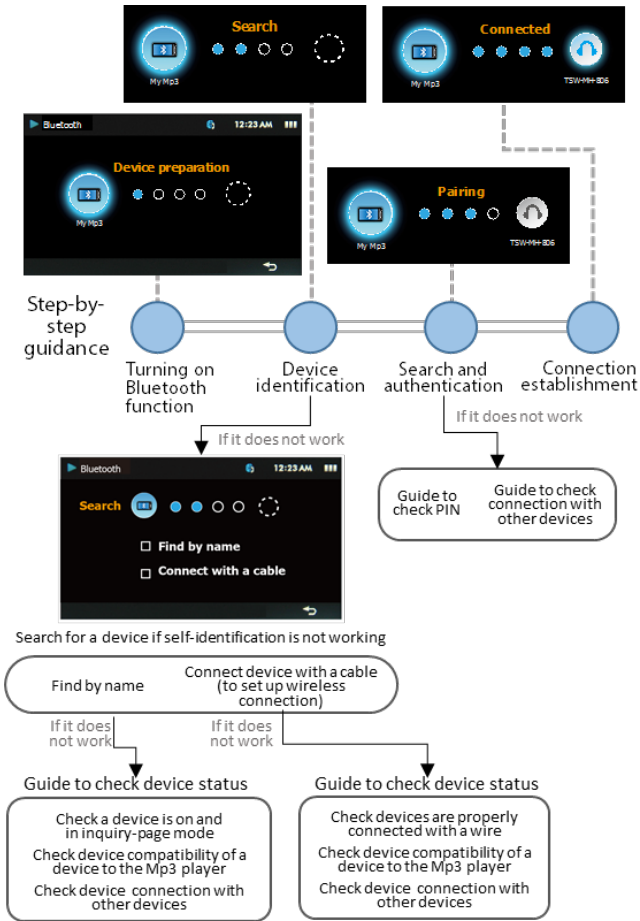 Search
My Mp3
Connected
My Mp3
TSW-MH-806
Bluetooth
12:23 AM
Device preparation
My Mp3
Pairing
My Mp3
TSW-MH-806
Step-by-
step
guidance
Turning on
Bluetooth
function
Device
identification
Search and
authentication
Connection
establishment
If it does not work
If it does not work
Bluetooth
12:23 AM
Search
Find by name
Connect with a cable
Guide to
check PIN
Guide to check
connection with
other devices
Search for a device if self-identification is not working
Find by name
Connect device with a cable
(to set up wireless
connection)
If it does
not work
If it does
not work
Guide to check device status
Check a device is on and
in inquiry-page mode
Check device compatibility of a
device to the Mp3 player
Check device connection with
other devices
Guide to check device status
Check devices are properly
connected with a wire
Check device compatibility of a
device to the Mp3 player
Check device connection with
other devices